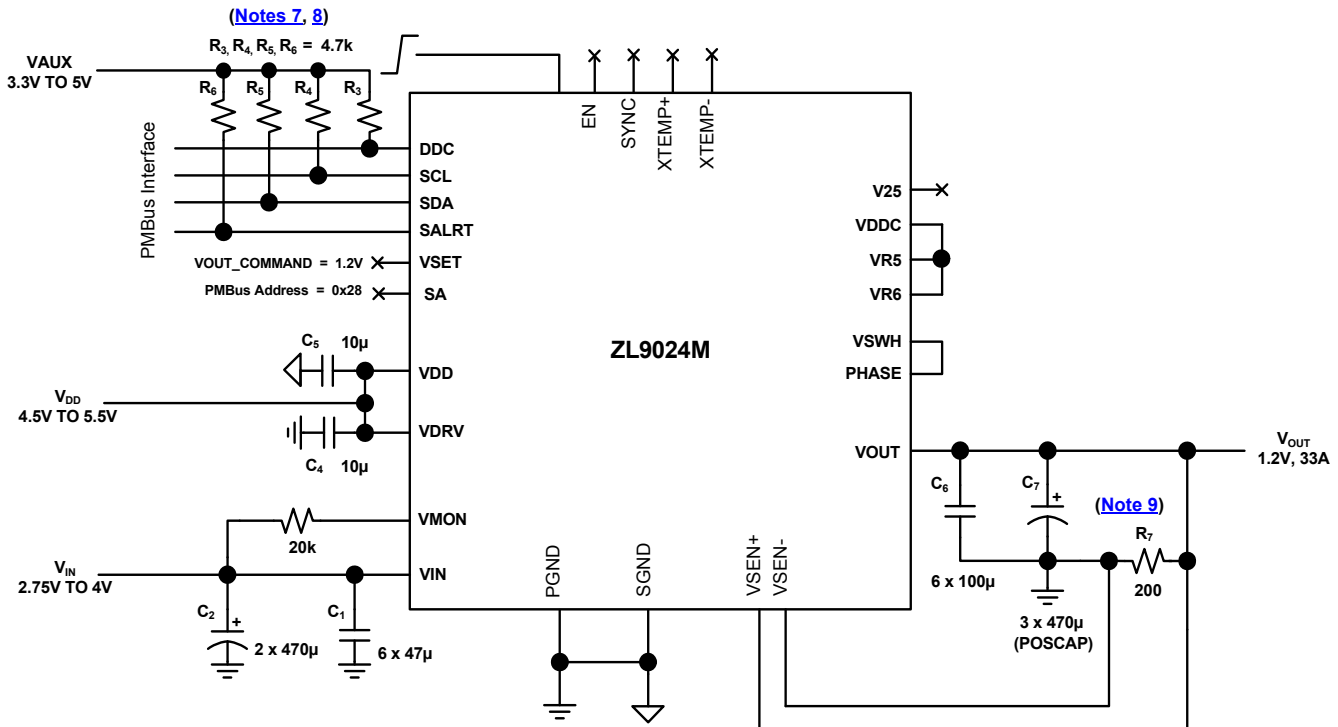 (Notes 7, 8)
R₃, R₄, R₅, R₆ = 4.7k
VAUX
3.3V TO 5V
R₆
R₅
R₄
R₃
PMBus Interface
EN
SYNC
XTEMP+
XTEMP-
DDC
SCL
SDA
SALRT
VOUT_COMMAND = 1.2V
VSET
PMBus Address = 0x28
SA
V25
VDDC
VR5
VR6
VSWH
PHASE
ZL9024M
C₅
10µ
VDD
V_DD
4.5V TO 5.5V
VDRV
C₄
10µ
VOUT
V_OUT
1.2V, 33A
C₆
C₇
+
(Note 9)
R₇
200
6 x 100µ
3 x 470µ
(POSCAP)
VMON
20k
V_IN
2.75V TO 4V
VIN
C₂
+
2 x 470µ
C₁
6 x 47µ
PGND
SGND
VSEN+
VSEN-